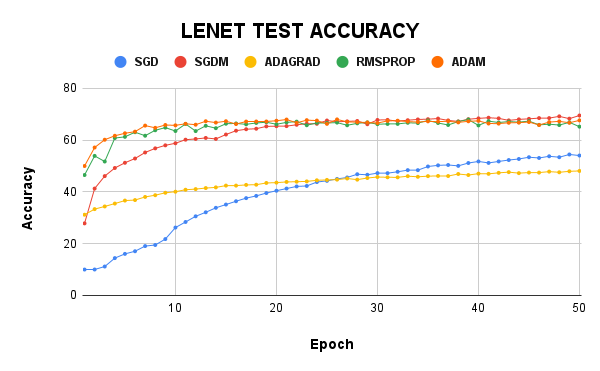 LENET TEST ACCURACY
SGD SGDM ADAGRAD RMSPROP ADAM
80
60
40
20
0
Accuracy
10 20 30 40 50
Epoch